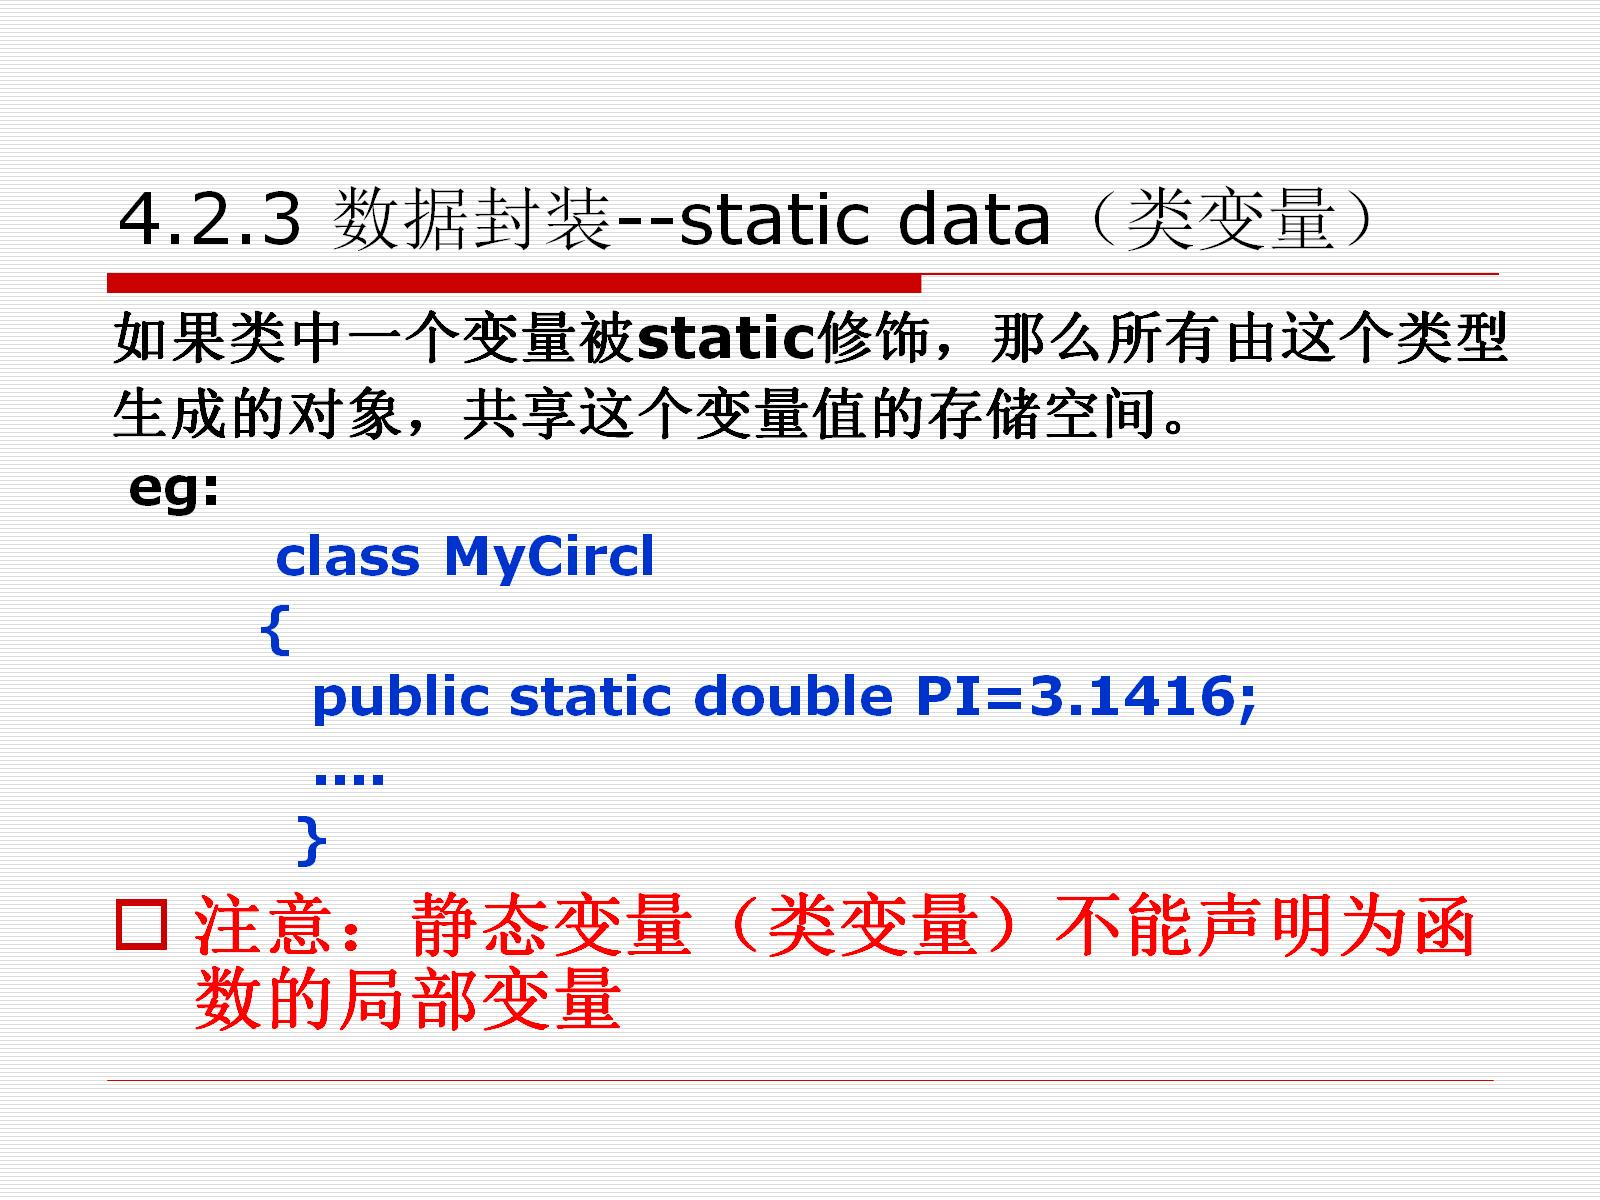 4.2.3 数据封装--static data（类变量）
如果类中一个变量被static修饰，那么所有由这个类型
生成的对象，共享这个变量值的存储空间。
eg:
class MyCircl
{
public static double PI=3.1416;
....
}
注意：静态变量（类变量）不能声明为函
数的局部变量